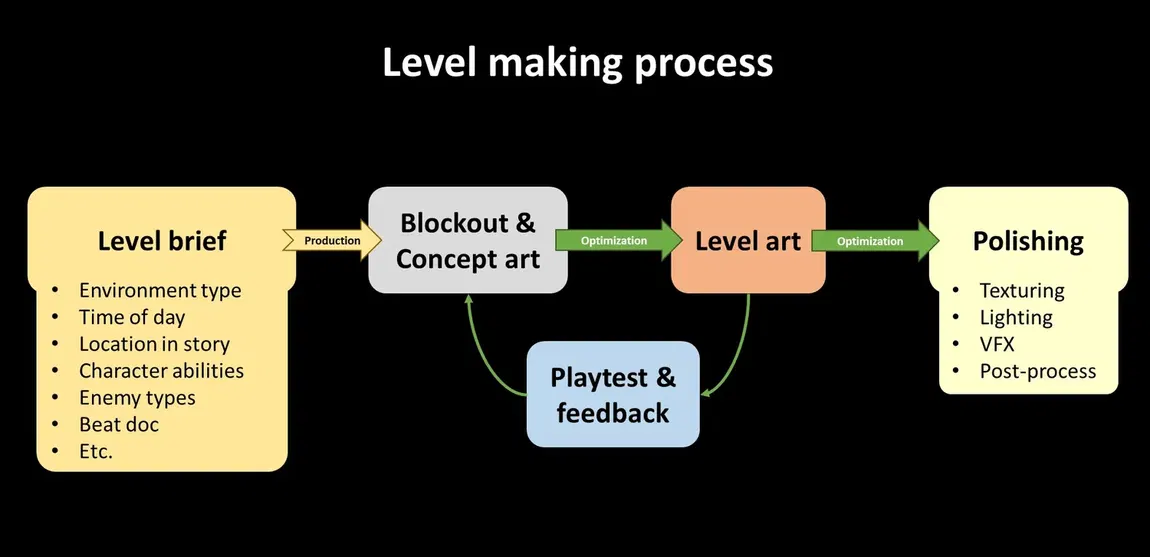 Level making process
Level brief
• Environment type
• Time of day
• Location in story
• Character abilities
• Enemy types
• Beat doc
• Etc.
Production
Blockout &
Concept art
Optimization
Level art
Optimization
Polishing
• Texturing
• Lighting
• VFX
• Post-process
Playtest &
feedback